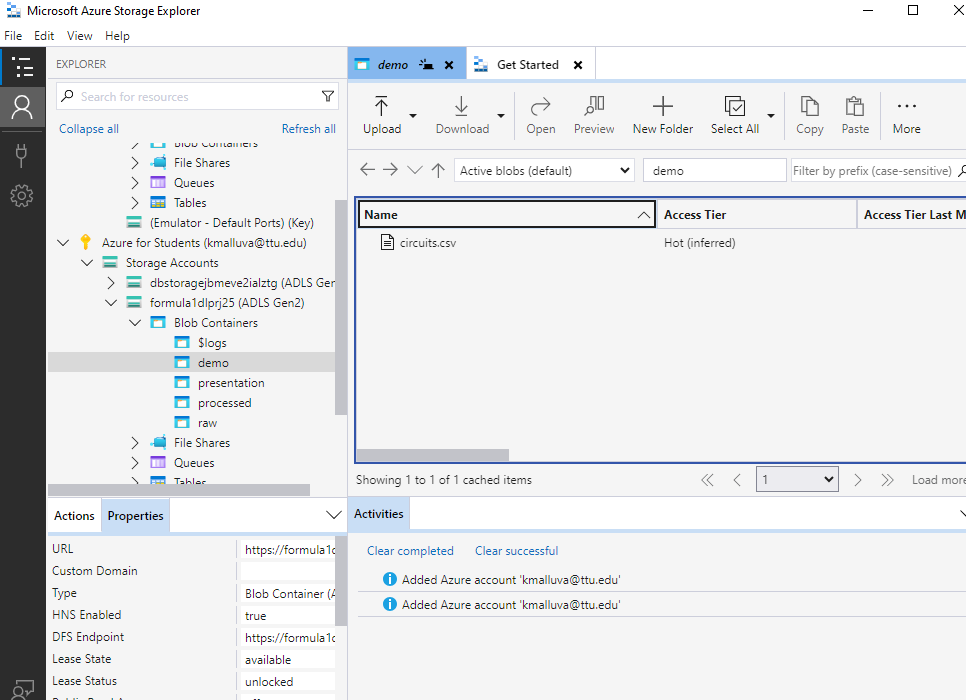 Microsoft Azure Storage Explorer
File Edit View Help
EXPLORER
Search for resources
Collapse all Refresh all
Blob Containers
File Shares
Queues
Tables
(Emulator - Default Ports) (Key)
Azure for Students (kmalluva@ttu.edu)
Storage Accounts
dbstoragejbmeve2ialztg (ADLS Ger
formula1dlprj25 (ADLS Gen2)
Blob Containers
$logs
demo
presentation
processed
raw
File Shares
Queues
Tables
Actions Properties
URL https://formula1d
Custom Domain
Type Blob Container (A
HNS Enabled true
DFS Endpoint https://formula1d
Lease State available
Lease Status unlocked
demo Get Started
Upload Download Open Preview New Folder Select All Copy Paste More
Active blobs (default) demo Filter by prefix (case-sensitive)
Name Access Tier Access Tier Last M
circuits.csv Hot (inferred)
Showing 1 to 1 of 1 cached items 1 Load more
Activities
Clear completed Clear successful
Added Azure account 'kmalluva@ttu.edu'
Added Azure account 'kmalluva@ttu.edu'